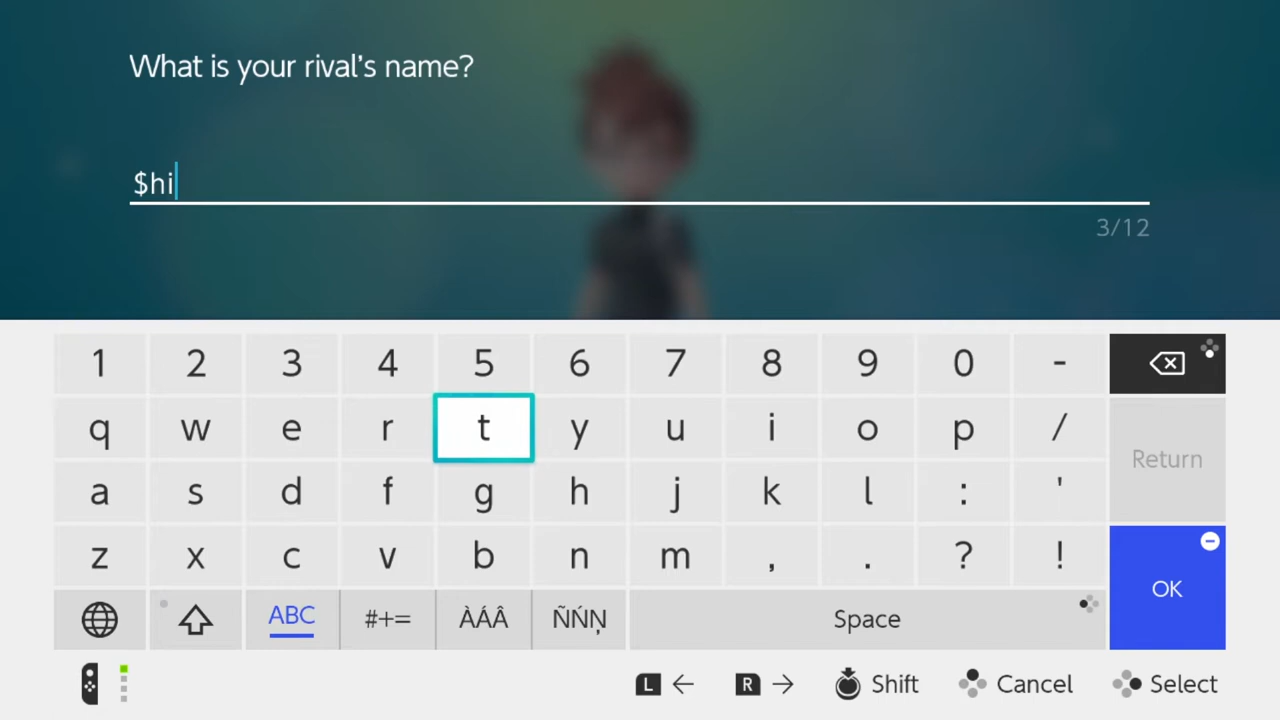 What is your rival's name?
$hi
3/12
1 2 3 4 5 6 7 8 9 0 -
q w e r t y u i o p /
Return
a s d f g h j k l : '
z x c v b n m , . ? !
OK
ABC #+= ÀÁÂ ÑŃŅ Space
L ← R → Shift Cancel Select